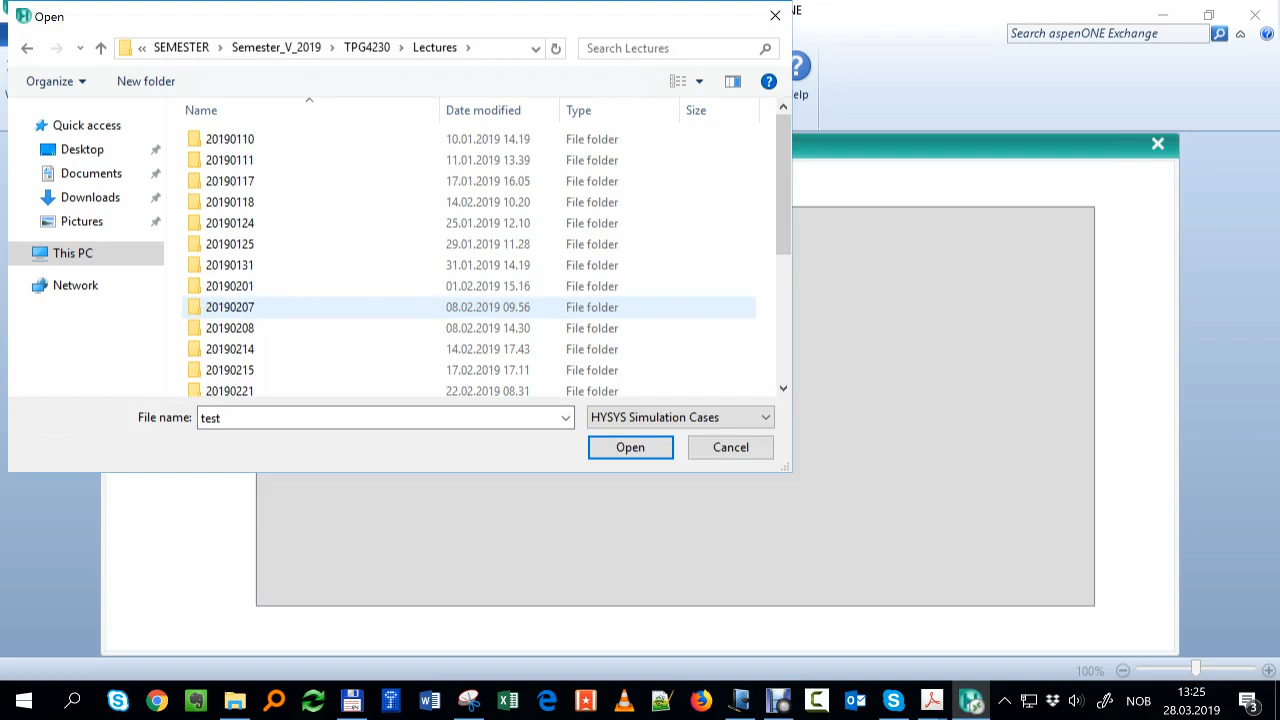 Open
NE
« SEMESTER > Semester_V_2019 > TPG4230 > Lectures >
Search Lectures
Search aspenONE Exchange
Organize
New folder
elp
Name
Date modified
Type
Size
Quick access
Desktop
Documents
Downloads
Pictures
This PC
Network
20190110 10.01.2019 14.19 File folder
20190111 11.01.2019 13.39 File folder
20190117 17.01.2019 16.05 File folder
20190118 14.02.2019 10.20 File folder
20190124 25.01.2019 12.10 File folder
20190125 29.01.2019 11.28 File folder
20190131 31.01.2019 14.19 File folder
20190201 01.02.2019 15.16 File folder
20190207 08.02.2019 09.56 File folder
20190208 08.02.2019 14.30 File folder
20190214 14.02.2019 17.43 File folder
20190215 17.02.2019 17.11 File folder
20190221 22.02.2019 08.31 File folder
File name: test
HYSYS Simulation Cases
Open
Cancel
100%
NOB
13:25
28.03.2019
3